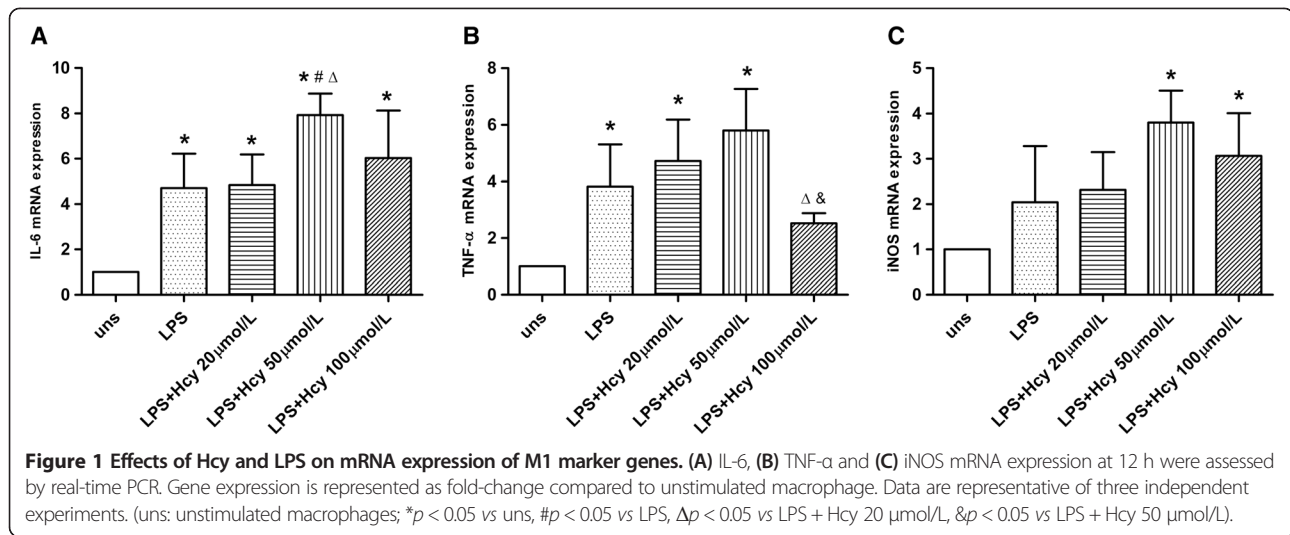 A
IL-6 mRNA expression
10
8
6
4
2
0
*
*
* # Δ
*
uns
LPS
LPS+Hcy 20μmol/L
LPS+Hcy 50μmol/L
LPS+Hcy 100μmol/L
B
TNF-α mRNA expression
8
6
4
2
0
*
*
*
Δ &
uns
LPS
LPS+Hcy 20μmol/L
LPS+Hcy 50μmol/L
LPS+Hcy 100μmol/L
C
iNOS mRNA expression
5
4
3
2
1
0
*
*
uns
LPS
LPS+Hcy 20μmol/L
LPS+Hcy 50μmol/L
LPS+Hcy 100μmol/L
Figure 1 Effects of Hcy and LPS on mRNA expression of M1 marker genes. (A) IL-6, (B) TNF-α and (C) iNOS mRNA expression at 12 h were assessed
by real-time PCR. Gene expression is represented as fold-change compared to unstimulated macrophage. Data are representative of three independent
experiments. (uns: unstimulated macrophages; *p < 0.05 vs uns, #p < 0.05 vs LPS, Δp < 0.05 vs LPS + Hcy 20 μmol/L, &p < 0.05 vs LPS + Hcy 50 μmol/L).